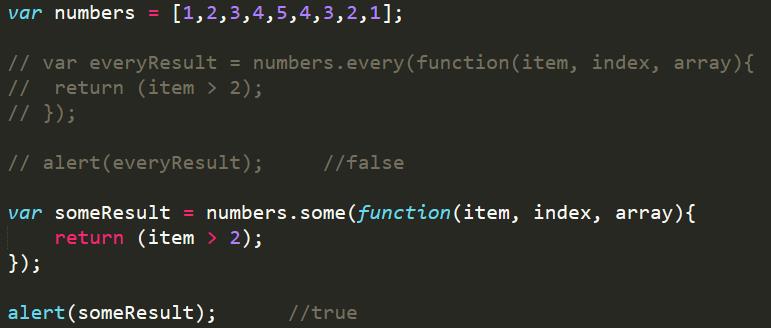 var numbers = [1,2,3,4,5,4,3,2,1];
// var everyResult = numbers.every(function(item, index, array){
//  return (item > 2);
// });
// alert(everyResult);     //false
var someResult = numbers.some(function(item, index, array){
    return (item > 2);
});
alert(someResult);      //true